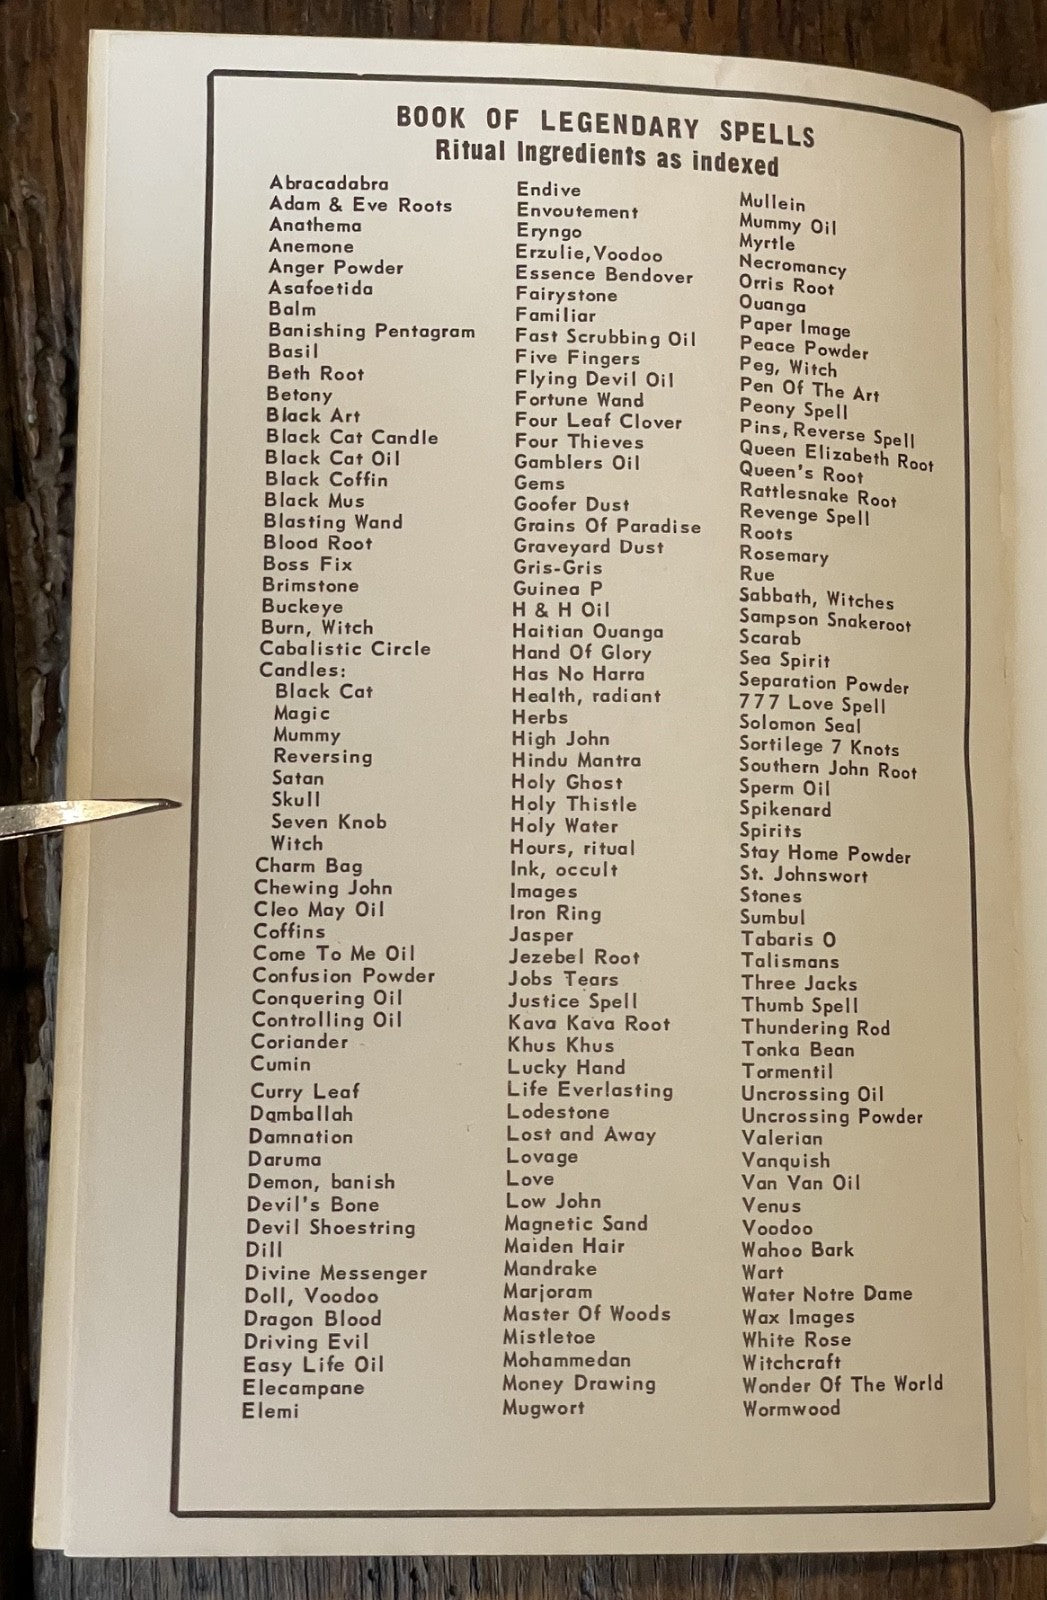 BOOK OF LEGENDARY SPELLS
Ritual Ingredients as indexed
Abracadabra
Adam & Eve Roots
Anathema
Anemone
Anger Powder
Asafoetida
Balm
Banishing Pentagram
Basil
Beth Root
Betony
Black Art
Black Cat Candle
Black Cat Oil
Black Coffin
Black Mus
Blasting Wand
Blood Root
Boss Fix
Brimstone
Buckeye
Burn, Witch
Cabalistic Circle
Candles:
Black Cat
Magic
Mummy
Reversing
Satan
Skull
Seven Knob
Witch
Charm Bag
Chewing John
Cleo May Oil
Coffins
Come To Me Oil
Confusion Powder
Conquering Oil
Controlling Oil
Coriander
Cumin
Curry Leaf
Damballah
Damnation
Daruma
Demon, banish
Devil's Bone
Devil Shoestring
Dill
Divine Messenger
Doll, Voodoo
Dragon Blood
Driving Evil
Easy Life Oil
Elecampane
Elemi
Endive
Envoutement
Eryngo
Erzulie, Voodoo
Essence Bendover
Fairystone
Familiar
Fast Scrubbing Oil
Five Fingers
Flying Devil Oil
Fortune Wand
Four Leaf Clover
Four Thieves
Gamblers Oil
Gems
Goofer Dust
Grains Of Paradise
Graveyard Dust
Gris-Gris
Guinea P
H & H Oil
Haitian Ouanga
Hand Of Glory
Has No Harra
Health, radiant
Herbs
High John
Hindu Mantra
Holy Ghost
Holy Thistle
Holy Water
Hours, ritual
Ink, occult
Images
Iron Ring
Jasper
Jezebel Root
Jobs Tears
Justice Spell
Kava Kava Root
Khus Khus
Lucky Hand
Life Everlasting
Lodestone
Lost and Away
Lovage
Love
Low John
Magnetic Sand
Maiden Hair
Mandrake
Marjoram
Master Of Woods
Mistletoe
Mohammedan
Money Drawing
Mugwort
Mullein
Mummy Oil
Myrtle
Necromancy
Orris Root
Ouanga
Paper Image
Peace Powder
Peg, Witch
Pen Of The Art
Peony Spell
Pins, Reverse Spell
Queen Elizabeth Root
Queen's Root
Rattlesnake Root
Revenge Spell
Roots
Rosemary
Rue
Sabbath, Witches
Sampson Snakeroot
Scarab
Sea Spirit
Separation Powder
777 Love Spell
Solomon Seal
Sortilege 7 Knots
Southern John Root
Sperm Oil
Spikenard
Spirits
Stay Home Powder
St. Johnswort
Stones
Sumbul
Tabaris O
Talismans
Three Jacks
Thumb Spell
Thundering Rod
Tonka Bean
Tormentil
Uncrossing Oil
Uncrossing Powder
Valerian
Vanquish
Van Van Oil
Venus
Voodoo
Wahoo Bark
Wart
Water Notre Dame
Wax Images
White Rose
Witchcraft
Wonder Of The World
Wormwood